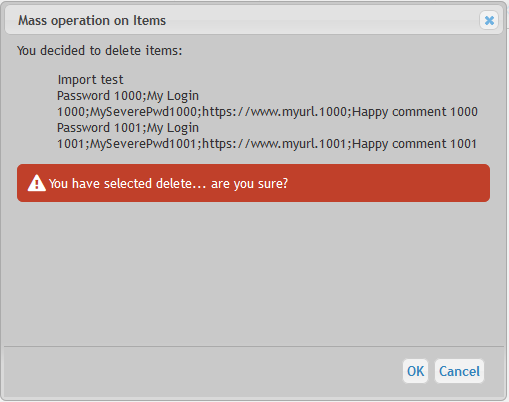 Mass operation on Items
You decided to delete items:
Import test
Password 1000;My Login
1000;MySeverePwd1000;https://www.myurl.1000;Happy comment 1000
Password 1001;My Login
1001;MySeverePwd1001;https://www.myurl.1001;Happy comment 1001
You have selected delete... are you sure?
OK Cancel